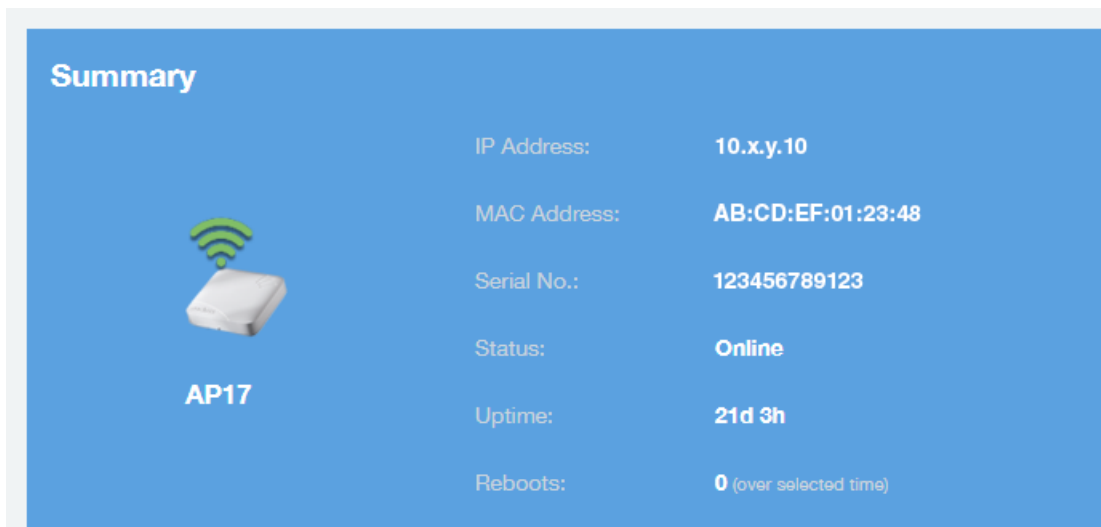 Summary
IP Address: 10.x.y.10
MAC Address: AB:CD:EF:01:23:48
Serial No.: 123456789123
Status: Online
AP17
Uptime: 21d 3h
Reboots: 0 (over selected time)